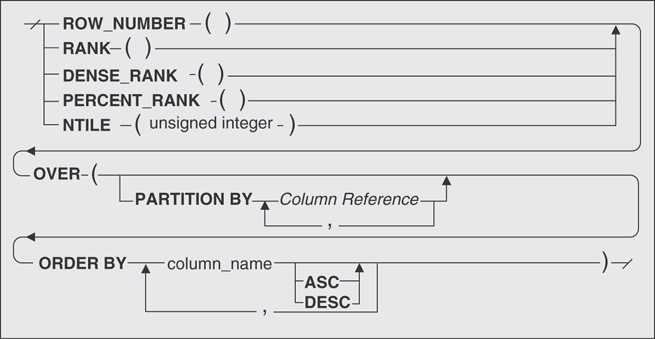 ROW_NUMBER ( )
RANK ( )
DENSE_RANK ( )
PERCENT_RANK ( )
NTILE ( unsigned integer )
OVER (
PARTITION BY Column Reference
,
ORDER BY column_name )
ASC
DESC
,